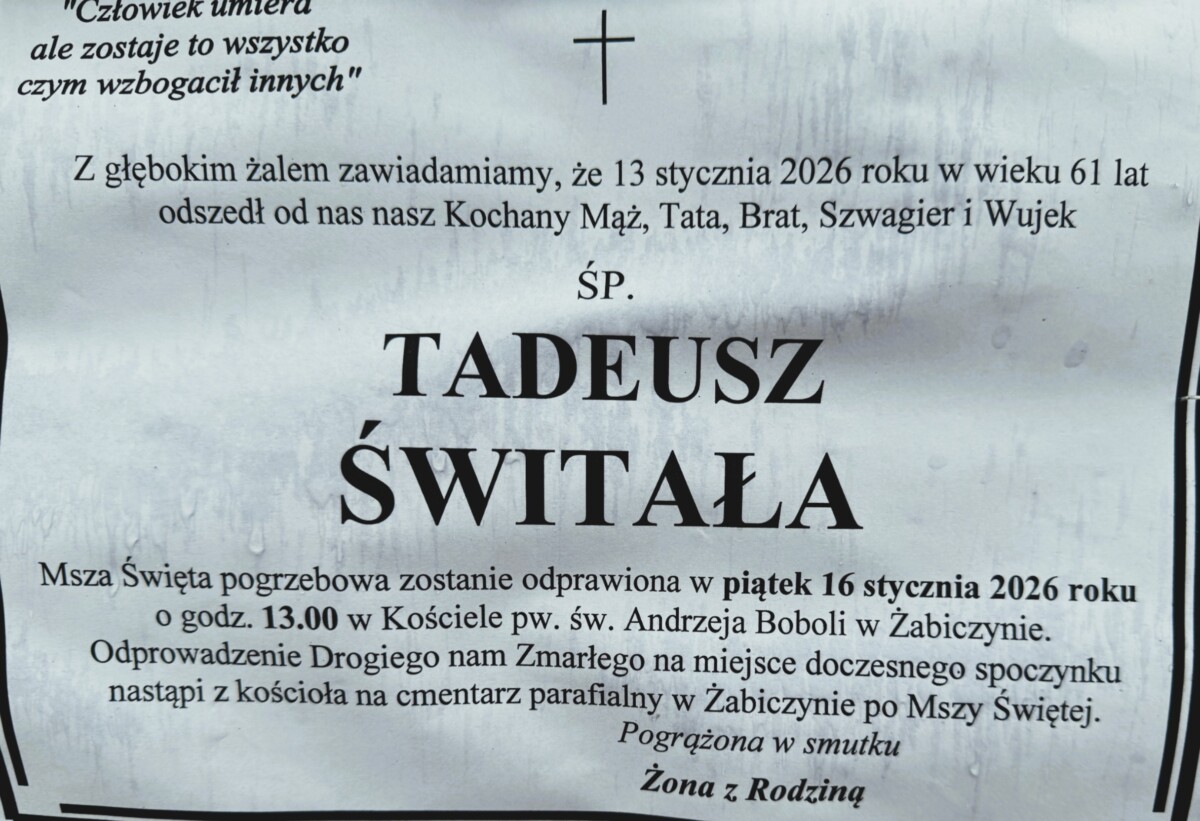 "Człowiek umiera
ale zostaje to wszystko
czym wzbogacił innych"
Z głębokim żalem zawiadamiamy, że 13 stycznia 2026 roku w wieku 61 lat
odszedł od nas nasz Kochany Mąż, Tata, Brat, Szwagier i Wujek
ŚP.
TADEUSZ
ŚWITAŁA
Msza Święta pogrzebowa zostanie odprawiona w piątek 16 stycznia 2026 roku
o godz. 13.00 w Kościele pw. św. Andrzeja Boboli w Żabiczynie.
Odprowadzenie Drogiego nam Zmarłego na miejsce doczesnego spoczynku
nastąpi z kościoła na cmentarz parafialny w Żabiczynie po Mszy Świętej.
Pogrążona w smutku
Żona z Rodziną